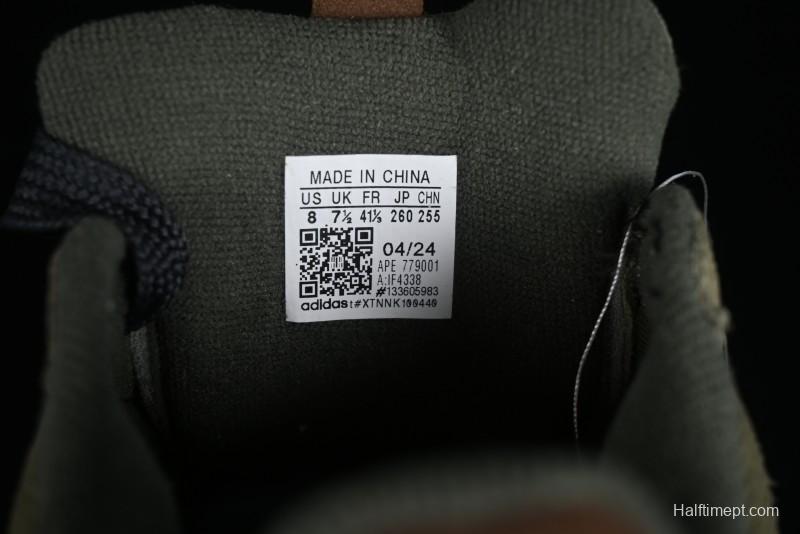 MADE IN CHINA
US UK FR JP CHN
8 7½ 41⅓ 260 255
04/24
APE 779001
A:IF4338
#133605983
adidas t#XTNNK109440
Halftimept.com